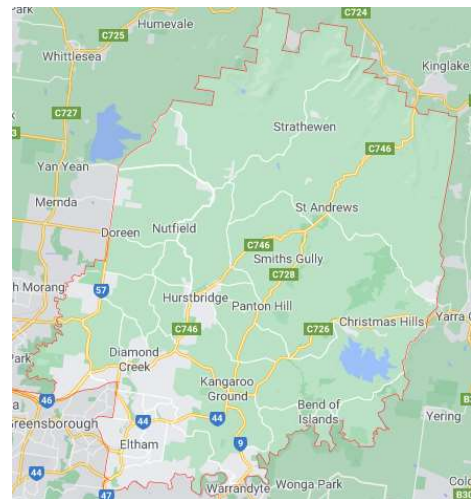 Park
Humevale
C724
C725
Whittlesea
Kinglake
C727
Strathewen
C746
Yan Yean
Mernda
St Andrews
Doreen
Nutfield
C746
Smiths Gully
C728
57
Hurstbridge
Panton Hill
C726
Christmas Hills
C746
Yarra
Park
Diamond
Creek
Kangaroo
Ground
46
44
44
Bend of
Islands
Yering
Greensborough
Eltham
9
44
47
Warrandyte
Wonga Park